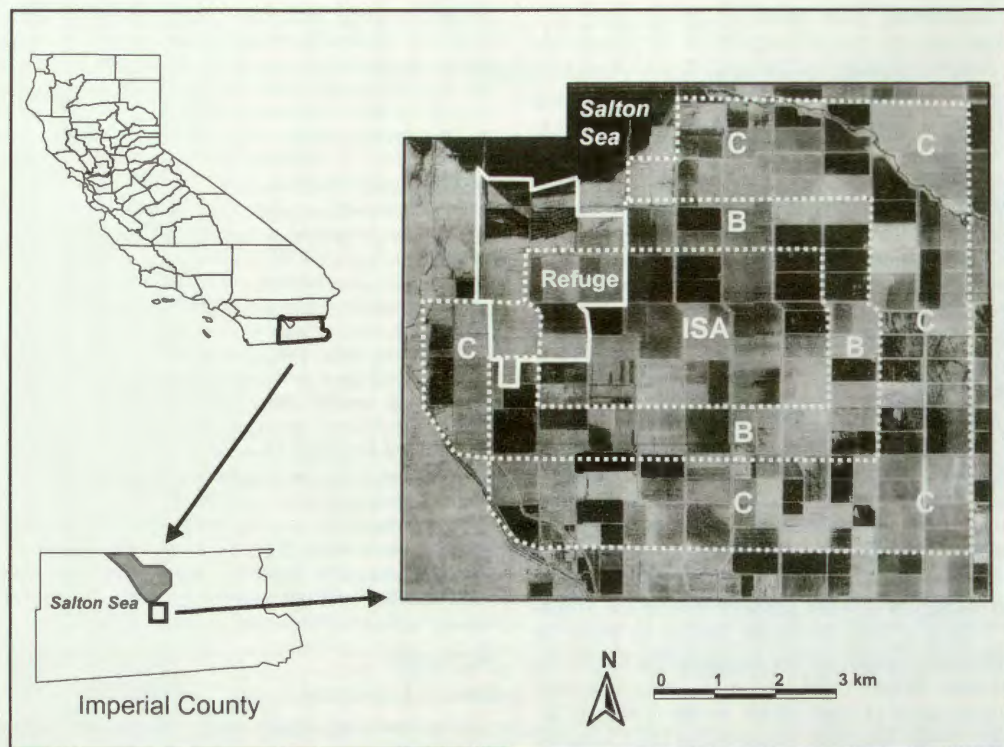 Salton
Sea
C
C
B
Refuge
ISA
C
C
B
B
C
C
Salton Sea
Imperial County
N
0 1 2 3 km